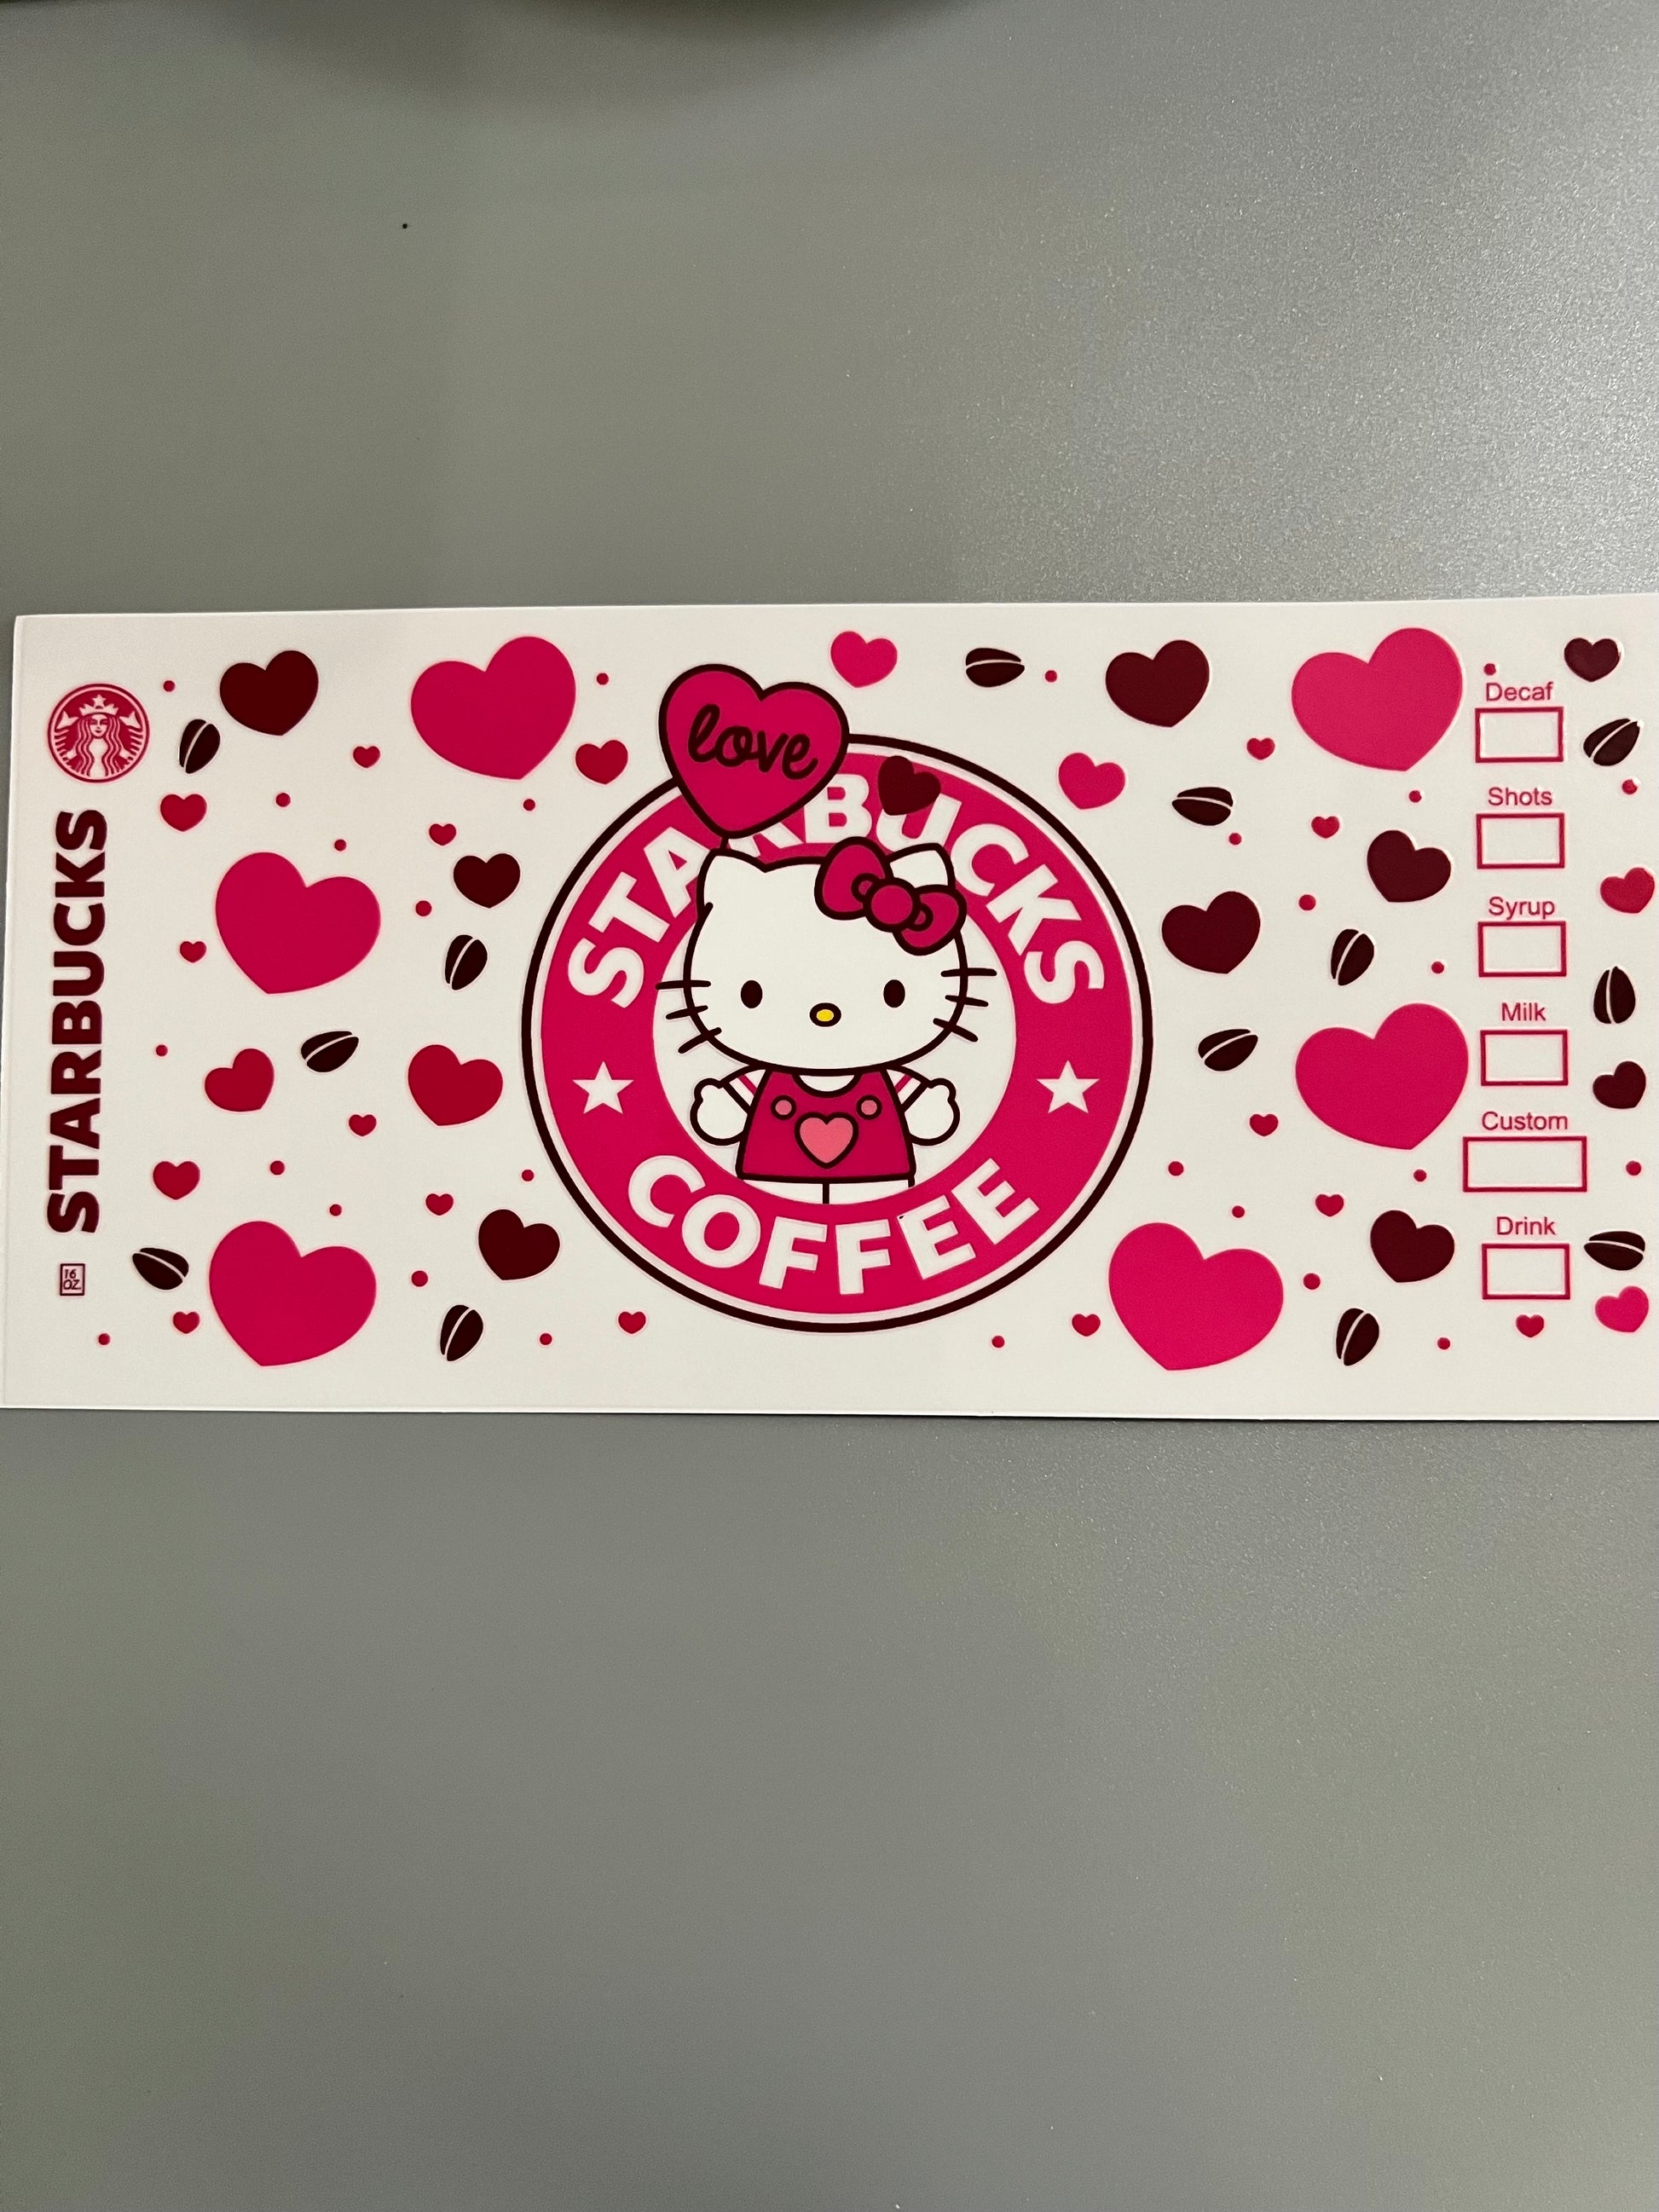 STARBUCKS
16
OZ.
love
STARBUCKS
COFFEE
Decaf
Shots
Syrup
Milk
Custom
Drink